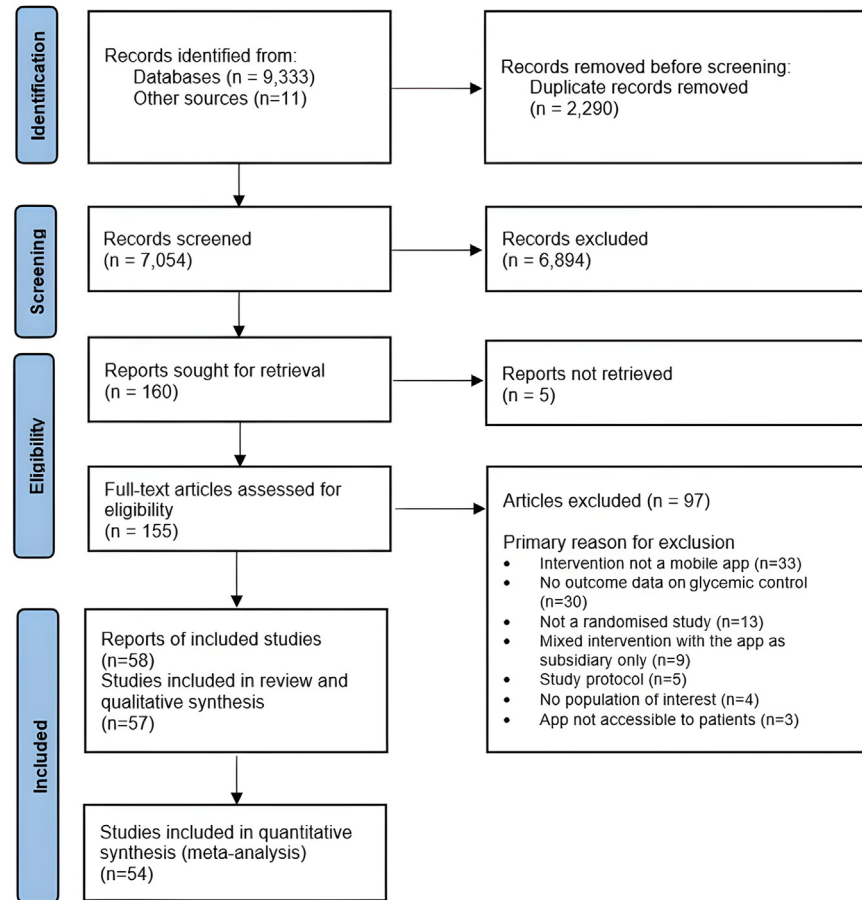 Identification
Records identified from:
Databases (n = 9,333)
Other sources (n=11)
Records removed before screening:
Duplicate records removed
(n = 2,290)
Screening
Records screened
(n = 7,054)
Records excluded
(n = 6,894)
Eligibility
Reports sought for retrieval
(n = 160)
Reports not retrieved
(n = 5)
Full-text articles assessed for
eligibility
(n = 155)
Articles excluded (n = 97)
Primary reason for exclusion
• Intervention not a mobile app (n=33)
• No outcome data on glycemic control
(n=30)
• Not a randomised study (n=13)
• Mixed intervention with the app as
subsidiary only (n=9)
• Study protocol (n=5)
• No population of interest (n=4)
• App not accessible to patients (n=3)
Included
Reports of included studies
(n=58)
Studies included in review and
qualitative synthesis
(n=57)
Studies included in quantitative
synthesis (meta-analysis)
(n=54)